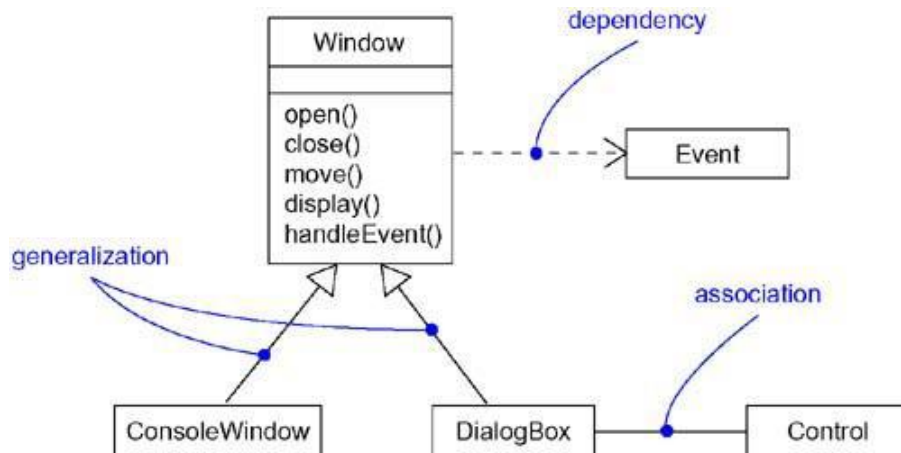 dependency
Window
open()
close()
move()
display()
handleEvent()
Event
generalization
association
ConsoleWindow
DialogBox
Control